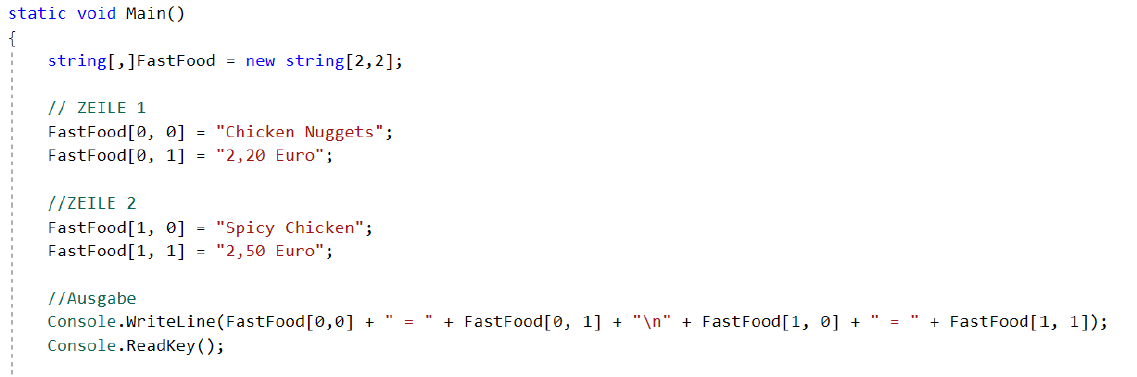 static void Main()
{
string[,]FastFood = new string[2,2];
// ZEILE 1
FastFood[0, 0] = "Chicken Nuggets";
FastFood[0, 1] = "2,20 Euro";
//ZEILE 2
FastFood[1, 0] = "Spicy Chicken";
FastFood[1, 1] = "2,50 Euro";
//Ausgabe
Console.WriteLine(FastFood[0,0] + " = " + FastFood[0, 1] + "\n" + FastFood[1, 0] + " = " + FastFood[1, 1]);
Console.ReadKey();